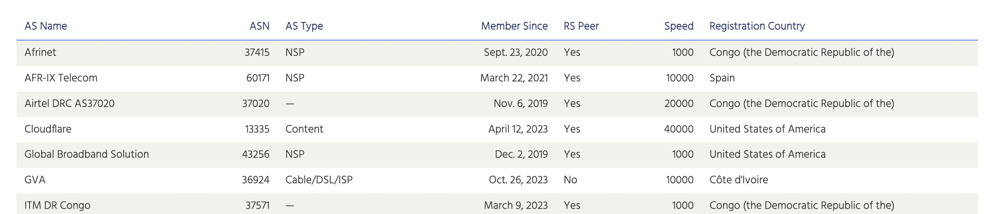 AS Name ASN AS Type Member Since RS Peer Speed Registration Country
Afrinet 37415 NSP Sept. 23, 2020 Yes 1000 Congo (the Democratic Republic of the)
AFR-IX Telecom 60171 NSP March 22, 2021 Yes 10000 Spain
Airtel DRC AS37020 37020 — Nov. 6, 2019 Yes 20000 Congo (the Democratic Republic of the)
Cloudflare 13335 Content April 12, 2023 Yes 40000 United States of America
Global Broadband Solution 43256 NSP Dec. 2, 2019 Yes 1000 United States of America
GVA 36924 Cable/DSL/ISP Oct. 26, 2023 No 10000 Côte d'Ivoire
ITM DR Congo 37571 — March 9, 2023 Yes 1000 Congo (the Democratic Republic of the)